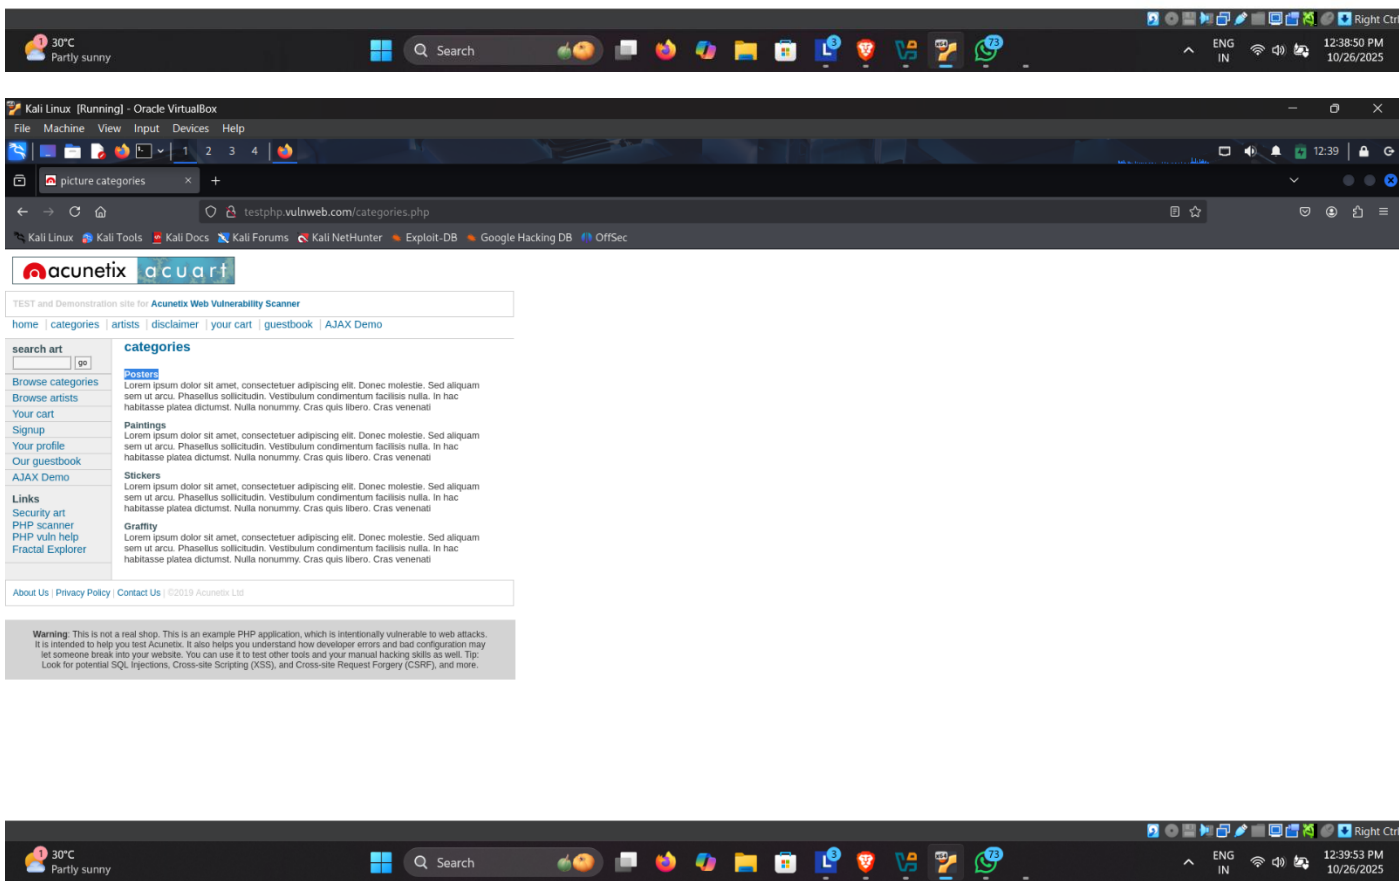 Right Ctrl
1
30°C
Partly sunny
Search
3
73
ENG
IN
12:38:50 PM
10/26/2025
Kali Linux [Running] - Oracle VirtualBox
File Machine View Input Devices Help
1 2 3 4
12:39
picture categories
testphp.vulnweb.com/categories.php
Kali Linux Kali Tools Kali Docs Kali Forums Kali NetHunter Exploit-DB Google Hacking DB OffSec
acunetix acuart
TEST and Demonstration site for Acunetix Web Vulnerability Scanner
home | categories | artists | disclaimer | your cart | guestbook | AJAX Demo
search art
go
Browse categories
Browse artists
Your cart
Signup
Your profile
Our guestbook
AJAX Demo
Links
Security art
PHP scanner
PHP vuln help
Fractal Explorer
categories
Posters
Lorem ipsum dolor sit amet, consectetuer adipiscing elit. Donec molestie. Sed aliquam
sem ut arcu. Phasellus sollicitudin. Vestibulum condimentum facilisis nulla. In hac
habitasse platea dictumst. Nulla nonummy. Cras quis libero. Cras venenati
Paintings
Lorem ipsum dolor sit amet, consectetuer adipiscing elit. Donec molestie. Sed aliquam
sem ut arcu. Phasellus sollicitudin. Vestibulum condimentum facilisis nulla. In hac
habitasse platea dictumst. Nulla nonummy. Cras quis libero. Cras venenati
Stickers
Lorem ipsum dolor sit amet, consectetuer adipiscing elit. Donec molestie. Sed aliquam
sem ut arcu. Phasellus sollicitudin. Vestibulum condimentum facilisis nulla. In hac
habitasse platea dictumst. Nulla nonummy. Cras quis libero. Cras venenati
Graffity
Lorem ipsum dolor sit amet, consectetuer adipiscing elit. Donec molestie. Sed aliquam
sem ut arcu. Phasellus sollicitudin. Vestibulum condimentum facilisis nulla. In hac
habitasse platea dictumst. Nulla nonummy. Cras quis libero. Cras venenati
About Us | Privacy Policy | Contact Us | ©2019 Acunetix Ltd
Warning: This is not a real shop. This is an example PHP application, which is intentionally vulnerable to web attacks.
It is intended to help you test Acunetix. It also helps you understand how developer errors and bad configuration may
let someone break into your website. You can use it to test other tools and your manual hacking skills as well. Tip:
Look for potential SQL Injections, Cross-site Scripting (XSS), and Cross-site Request Forgery (CSRF), and more.
Right Ctrl
1
30°C
Partly sunny
Search
3
73
ENG
IN
12:39:53 PM
10/26/2025